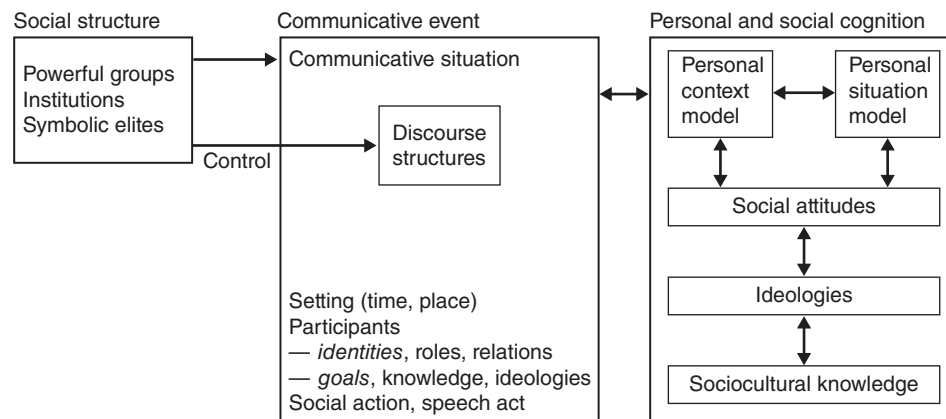 Social structure
Powerful groups
Institutions
Symbolic elites
Control
Communicative event
Communicative situation
Discourse
structures
Setting (time, place)
Participants
— identities, roles, relations
— goals, knowledge, ideologies
Social action, speech act
Personal and social cognition
Personal
context
model
Personal
situation
model
Social attitudes
Ideologies
Sociocultural knowledge